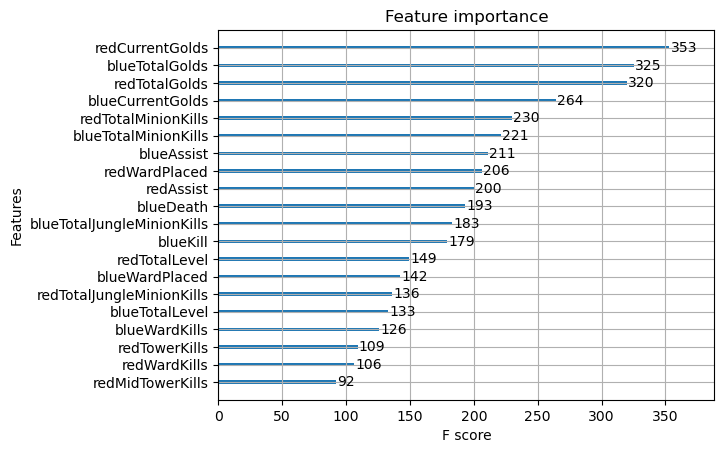 Feature importance
redCurrentGolds 353
blueTotalGolds 325
redTotalGolds 320
blueCurrentGolds 264
redTotalMinionKills 230
blueTotalMinionKills 221
blueAssist 211
redWardPlaced 206
redAssist 200
blueDeath 193
blueTotalJungleMinionKills 183
blueKill 179
redTotalLevel 149
blueWardPlaced 142
redTotalJungleMinionKills 136
blueTotalLevel 133
blueWardKills 126
redTowerKills 109
redWardKills 106
redMidTowerKills 92
Features
0 50 100 150 200 250 300 350
F score